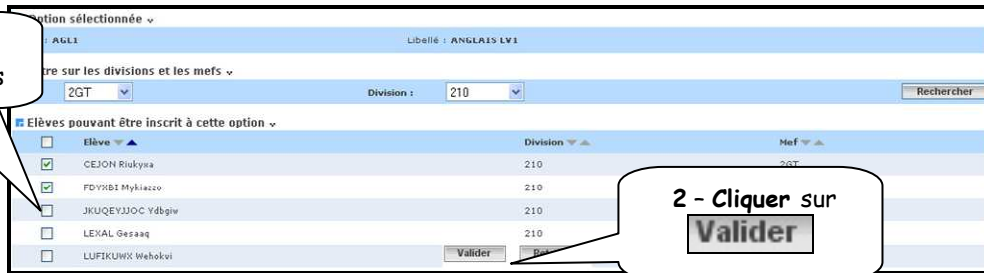 Option sélectionnée
: AGL1 Libellé : ANGLAIS LV1
tre sur les divisions et les mefs
s
2GT Division : 210 Rechercher
Elèves pouvant être inscrit à cette option
Elève Division Mef
CEJON Riukyxa 210 2GT
FDYXBI Mykiazzo 210
JKUQEYJJOC Ydbgiw 210
LEXAL Gesaaq 210
LUFIKUWX Wehokvi
Valider
2 – Cliquer sur
Valider